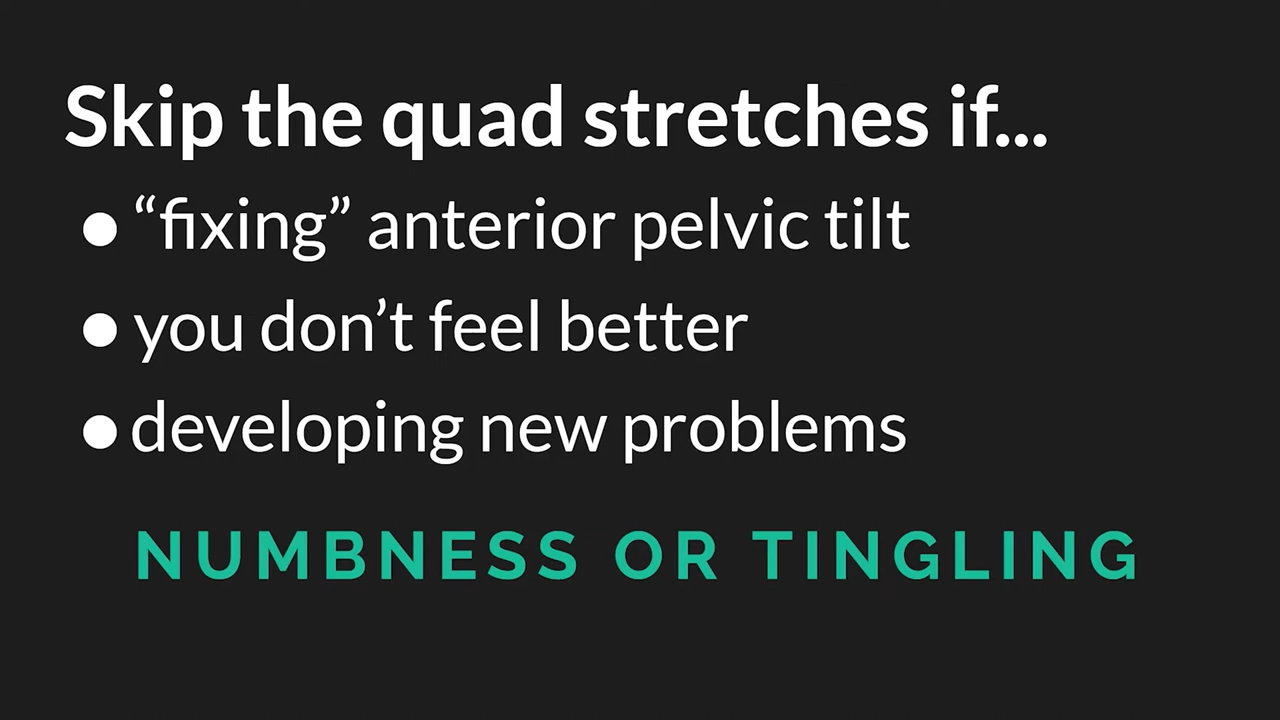 Skip the quad stretches if...
● “fixing” anterior pelvic tilt
● you don’t feel better
● developing new problems
NUMBNESS OR TINGLING